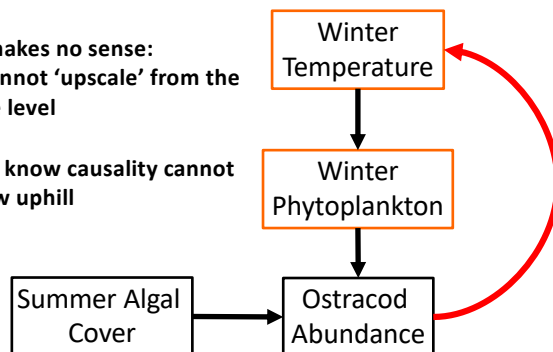 makes no sense:
nnot 'upscale' from the
level
know causality cannot
w uphill
Winter
Temperature
Winter
Phytoplankton
Summer Algal
Cover
Ostracod
Abundance